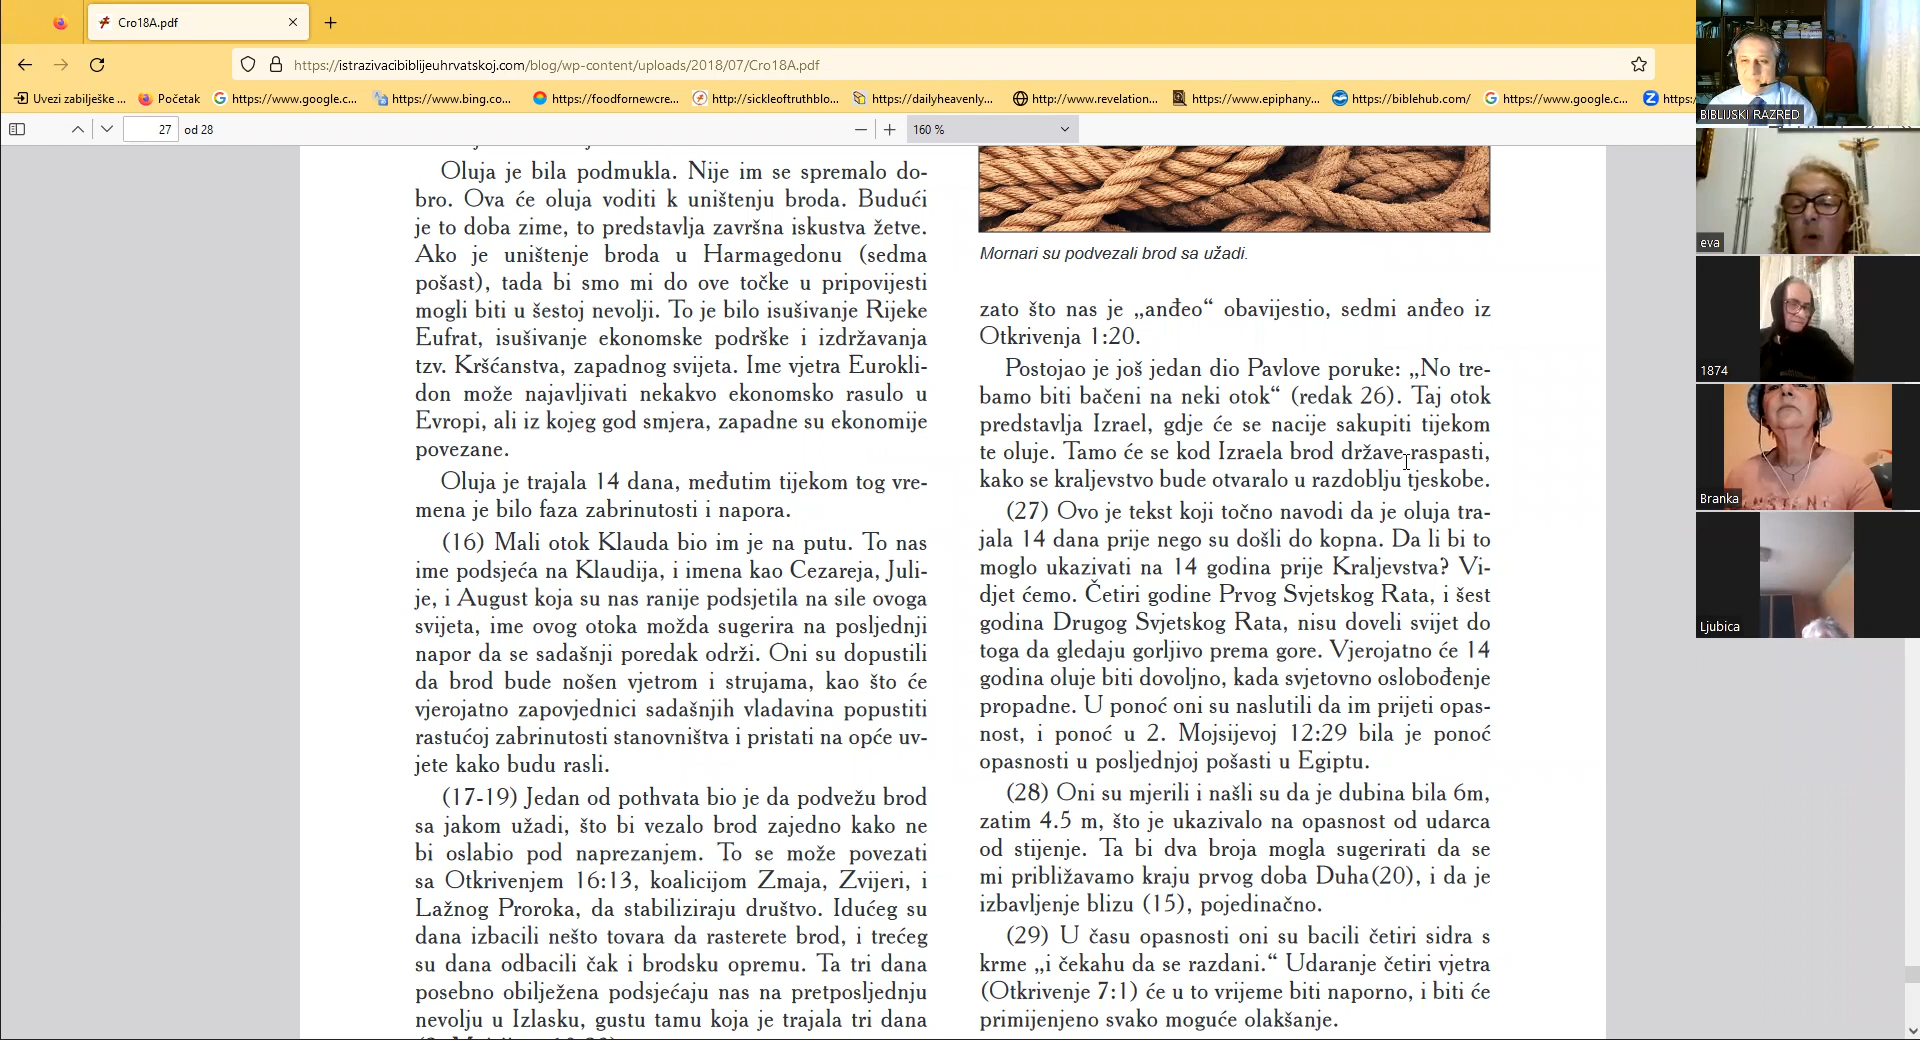 Cro18A.pdf
https://istrazivacibiblijeuhrvatskoj.com/blog/wp-content/uploads/2018/07/Cro18A.pdf
Uvezi zabilješke ...
Početak
https://www.google.c...
https://www.bing.co...
https://foodfornewcre...
http://sickleoftruthblo...
https://dailyheavenly...
http://www.revelation...
https://www.epiphany...
https://biblehub.com/
https://www.google.c...
https:
27 od 28
160 %
Oluja je bila podmukla. Nije im se spremalo do-
bro. Ova će oluja voditi k uništenju broda. Budući
je to doba zime, to predstavlja završna iskustva žetve.
Ako je uništenje broda u Harmagedonu (sedma
pošast), tada bi smo mi do ove točke u pripovijesti
mogli biti u šestoj nevolji. To je bilo isušivanje Rijeke
Eufrat, isušivanje ekonomske podrške i izdržavanja
tzv. Kršćanstva, zapadnog svijeta. Ime vjetra Eurokli-
don može najavljivati nekakvo ekonomsko rasulo u
Evropi, ali iz kojeg god smjera, zapadne su ekonomije
povezane.
Oluja je trajala 14 dana, međutim tijekom tog vre-
mena je bilo faza zabrinutosti i napora.
(16) Mali otok Klauda bio im je na putu. To nas
ime podsjeća na Klaudija, i imena kao Cezareja, Juli-
je, i August koja su nas ranije podsjetila na sile ovoga
svijeta, ime ovog otoka možda sugerira na posljednji
napor da se sadašnji poredak održi. Oni su dopustili
da brod bude nošen vjetrom i strujama, kao što će
vjerojatno zapovjednici sadašnjih vladavina popustiti
rastućoj zabrinutosti stanovništva i pristati na opće uv-
jete kako budu rasli.
(17-19) Jedan od pothvata bio je da podvežu brod
sa jakom užadi, što bi vezalo brod zajedno kako ne
bi oslabio pod naprezanjem. To se može povezati
sa Otkrivenjem 16:13, koalicijom Zmaja, Zvijeri, i
Lažnog Proroka, da stabiliziraju društvo. Idućeg su
dana izbacili nešto tovara da rasterete brod, i trećeg
su dana odbacili čak i brodsku opremu. Ta tri dana
posebno obilježena podsjećaju nas na pretposljednju
nevolju u Izlasku, gustu tamu koja je trajala tri dana
Mornari su podvezali brod sa užadi.
zato što nas je „anđeo“ obavijestio, sedmi anđeo iz
Otkrivenja 1:20.
Postojao je još jedan dio Pavlove poruke: „No tre-
bamo biti bačeni na neki otok“ (redak 26). Taj otok
predstavlja Izrael, gdje će se nacije sakupiti tijekom
te oluje. Tamo će se kod Izraela brod države raspasti,
kako se kraljevstvo bude otvaralo u razdoblju tjeskobe.
(27) Ovo je tekst koji točno navodi da je oluja tra-
jala 14 dana prije nego su došli do kopna. Da li bi to
moglo ukazivati na 14 godina prije Kraljevstva? Vi-
djet ćemo. Četiri godine Prvog Svjetskog Rata, i šest
godina Drugog Svjetskog Rata, nisu doveli svijet do
toga da gledaju gorljivo prema gore. Vjerojatno će 14
godina oluje biti dovoljno, kada svjetovno oslobođenje
propadne. U ponoć oni su naslutili da im prijeti opas-
nost, i ponoć u 2. Mojsijevoj 12:29 bila je ponoć
opasnosti u posljednjoj pošasti u Egiptu.
(28) Oni su mjerili i našli su da je dubina bila 6m,
zatim 4.5 m, što je ukazivalo na opasnost od udarca
od stijenje. Ta bi dva broja mogla sugerirati da se
mi približavamo kraju prvog doba Duha(20), i da je
izbavljenje blizu (15), pojedinačno.
(29) U času opasnosti oni su bacili četiri sidra s
krme „i čekahu da se razdani.“ Udaranje četiri vjetra
(Otkrivenje 7:1) će u to vrijeme biti naporno, i biti će
primijenjeno svako moguće olakšanje.
BIBLIJSKI RAZRED
eva
1874
Branka
Ljubica